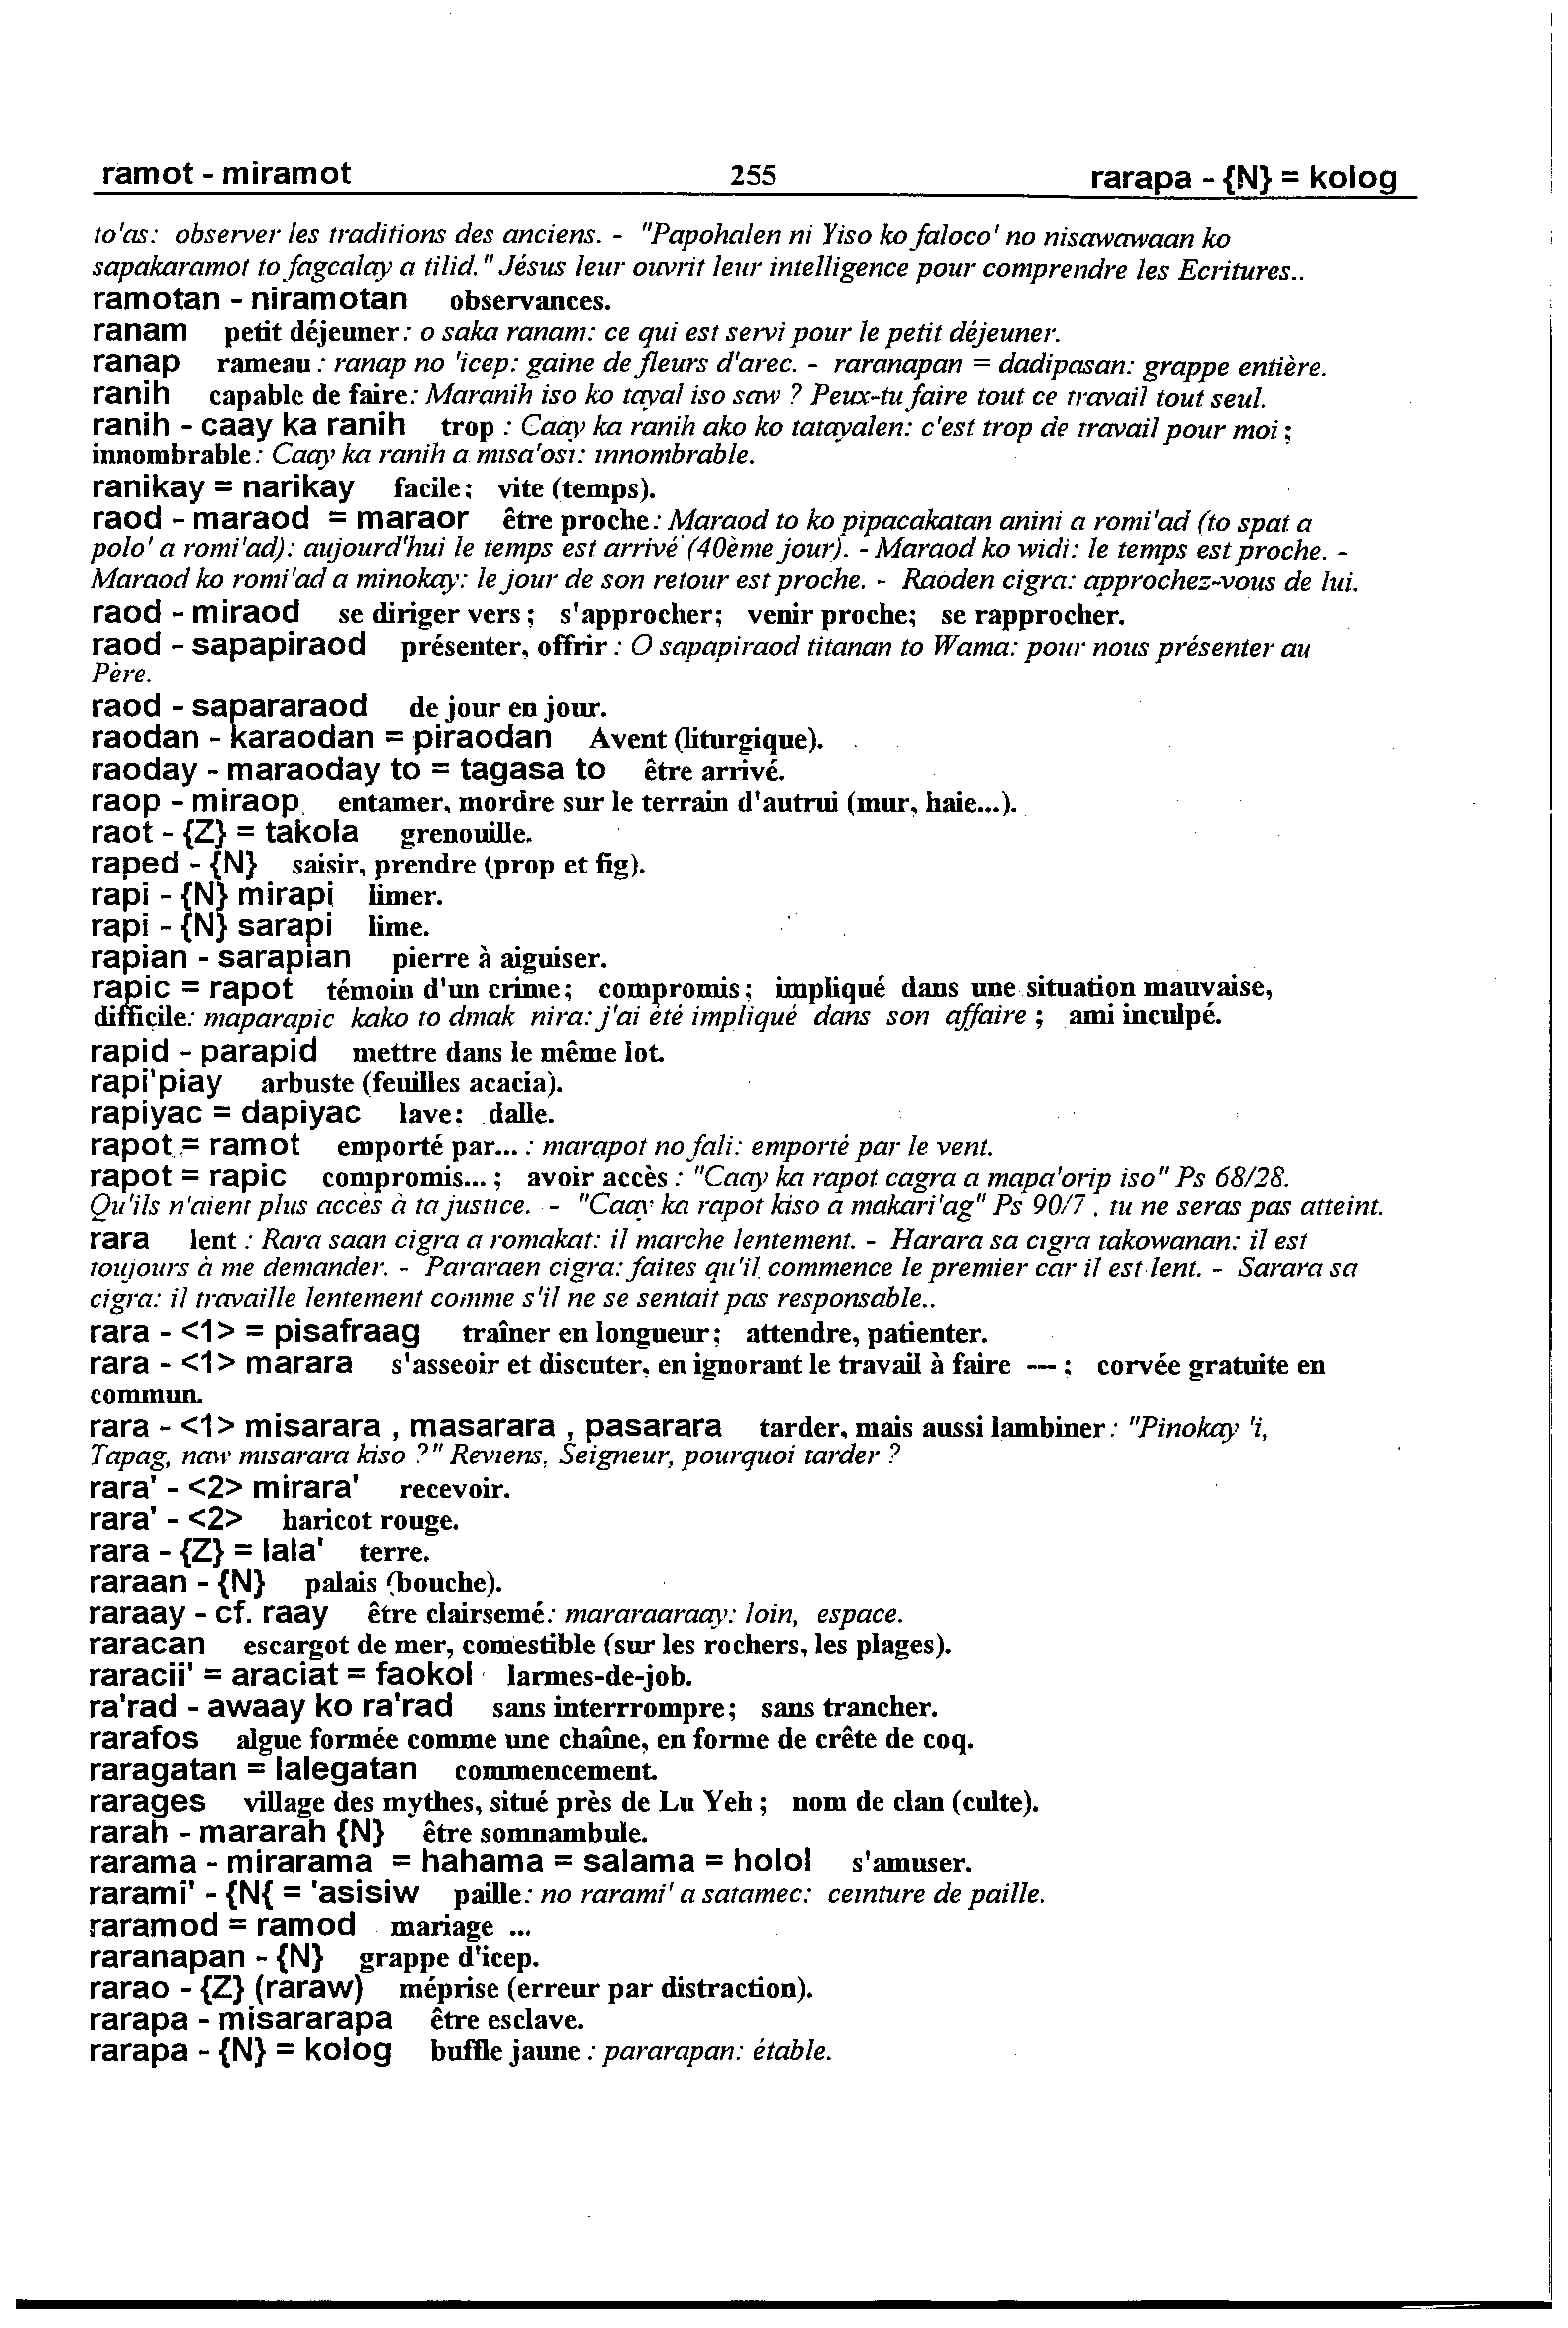 ramot - miramot 255 rarapa - {N} = kolog
to'as: observer les traditions des anciens. - "Papohalen ni Yiso ko faloco' no nisawawaan ko
sapakaramot to fagcalay a tilid." Jésus leur ouvrit leur intelligence pour comprendre les Ecritures..
ramotan - niramotan observances.
ranam petit déjeuner: o saka ranam: ce qui est servi pour le petit déjeuner.
ranap rameau : ranap no 'icep: gaine de fleurs d'arec. - raranapan = dadipasan: grappe entière.
ranih capable de faire: Maranih iso ko tayal iso saw ? Peux-tu faire tout ce travail tout seul.
ranih - caay ka ranih trop : Caay ka ranih ako ko tatayalen: c'est trop de travail pour moi ;
innombrable: Caay ka ranih a misa'osi: innombrable.
ranikay = narikay facile; vite (temps).
raod - maraod = maraor être proche: Maraod to ko pipacakatan anini a romi'ad (to spat a
polo' a romi'ad): aujourd'hui le temps est arrivé (40ème jour). - Maraod ko widi: le temps est proche. -
Maraod ko romi'ad a minokay: le jour de son retour est proche. - Raoden cigra: approchez-vous de lui.
raod - miraod se diriger vers ; s'approcher; venir proche; se rapprocher.
raod - sapapiraod présenter, offrir : O sapapiraod titanan to Wama: pour nous présenter au
Père.
raod - sapararaod de jour en jour.
raodan - karaodan = piraodan Avent (liturgique).
raoday - maraoday to = tagasa to être arrivé.
raop - miraop entamer, mordre sur le terrain d'autrui (mur, haie...).
raot - {Z} = takola grenouille.
raped - {N} saisir, prendre (prop et fig).
rapi - {N} mirapi limer.
rapi - {N} sarapi lime.
rapian - sarapian pierre à aiguiser.
rapic = rapot témoin d'un crime; compromis; impliqué dans une situation mauvaise,
difficile: maparapic kako to dmak nira: j'ai été impliqué dans son affaire ; ami inculpé.
rapid - parapid mettre dans le même lot.
rapi'piay arbuste (feuilles acacia).
rapiyac = dapiyac lave: dalle.
rapot = ramot emporté par... : marapot no fali: emporté par le vent.
rapot = rapic compromis... ; avoir accès : "Caay ka rapot cagra a mapa'orip iso" Ps 68/28.
Qu'ils n'aient plus accès à ta justice. - "Caay ka rapot kiso a makari'ag" Ps 90/7 . tu ne seras pas atteint.
rara lent : Rara saan cigra a romakat: il marche lentement. - Harara sa cigra takowanan: il est
toujours à me demander. - Pararaen cigra: faites qu'il commence le premier car il est lent. - Sarara sa
cigra: il travaille lentement comme s'il ne se sentait pas responsable..
rara - <1> = pisafraag traîner en longueur; attendre, patienter.
rara - <1> marara s'asseoir et discuter, en ignorant le travail à faire --- ; corvée gratuite en
commun.
rara - <1> misarara , masarara , pasarara tarder, mais aussi lambiner : "Pinokay 'i,
Tapag, naw misarara kiso ?" Reviens, Seigneur, pourquoi tarder ?
rara' - <2> mirara' recevoir.
rara' - <2> haricot rouge.
rara - {Z} = lala' terre.
raraan - {N} palais (bouche).
raraay - cf. raay être clairsemé: mararaaraay: loin, espace.
raracan escargot de mer, comestible (sur les rochers, les plages).
raracii' = araciat = faokol larmes-de-job.
ra'rad - awaay ko ra'rad sans interrrompre; sans trancher.
rarafos algue formée comme une chaîne, en forme de crête de coq.
raragatan = lalegatan commencement.
rarages village des mythes, situé près de Lu Yeh ; nom de clan (culte).
rarah - mararah {N} être somnambule.
rarama - mirarama = hahama = salama = holol s'amuser.
rarami' - {N{ = 'asisiw paille: no rarami' a satamec: ceinture de paille.
raramod = ramod mariage ...
raranapan - {N} grappe d'icep.
rarao - {Z} (raraw) méprise (erreur par distraction).
rarapa - misararapa être esclave.
rarapa - {N} = kolog buffle jaune : pararapan: étable.